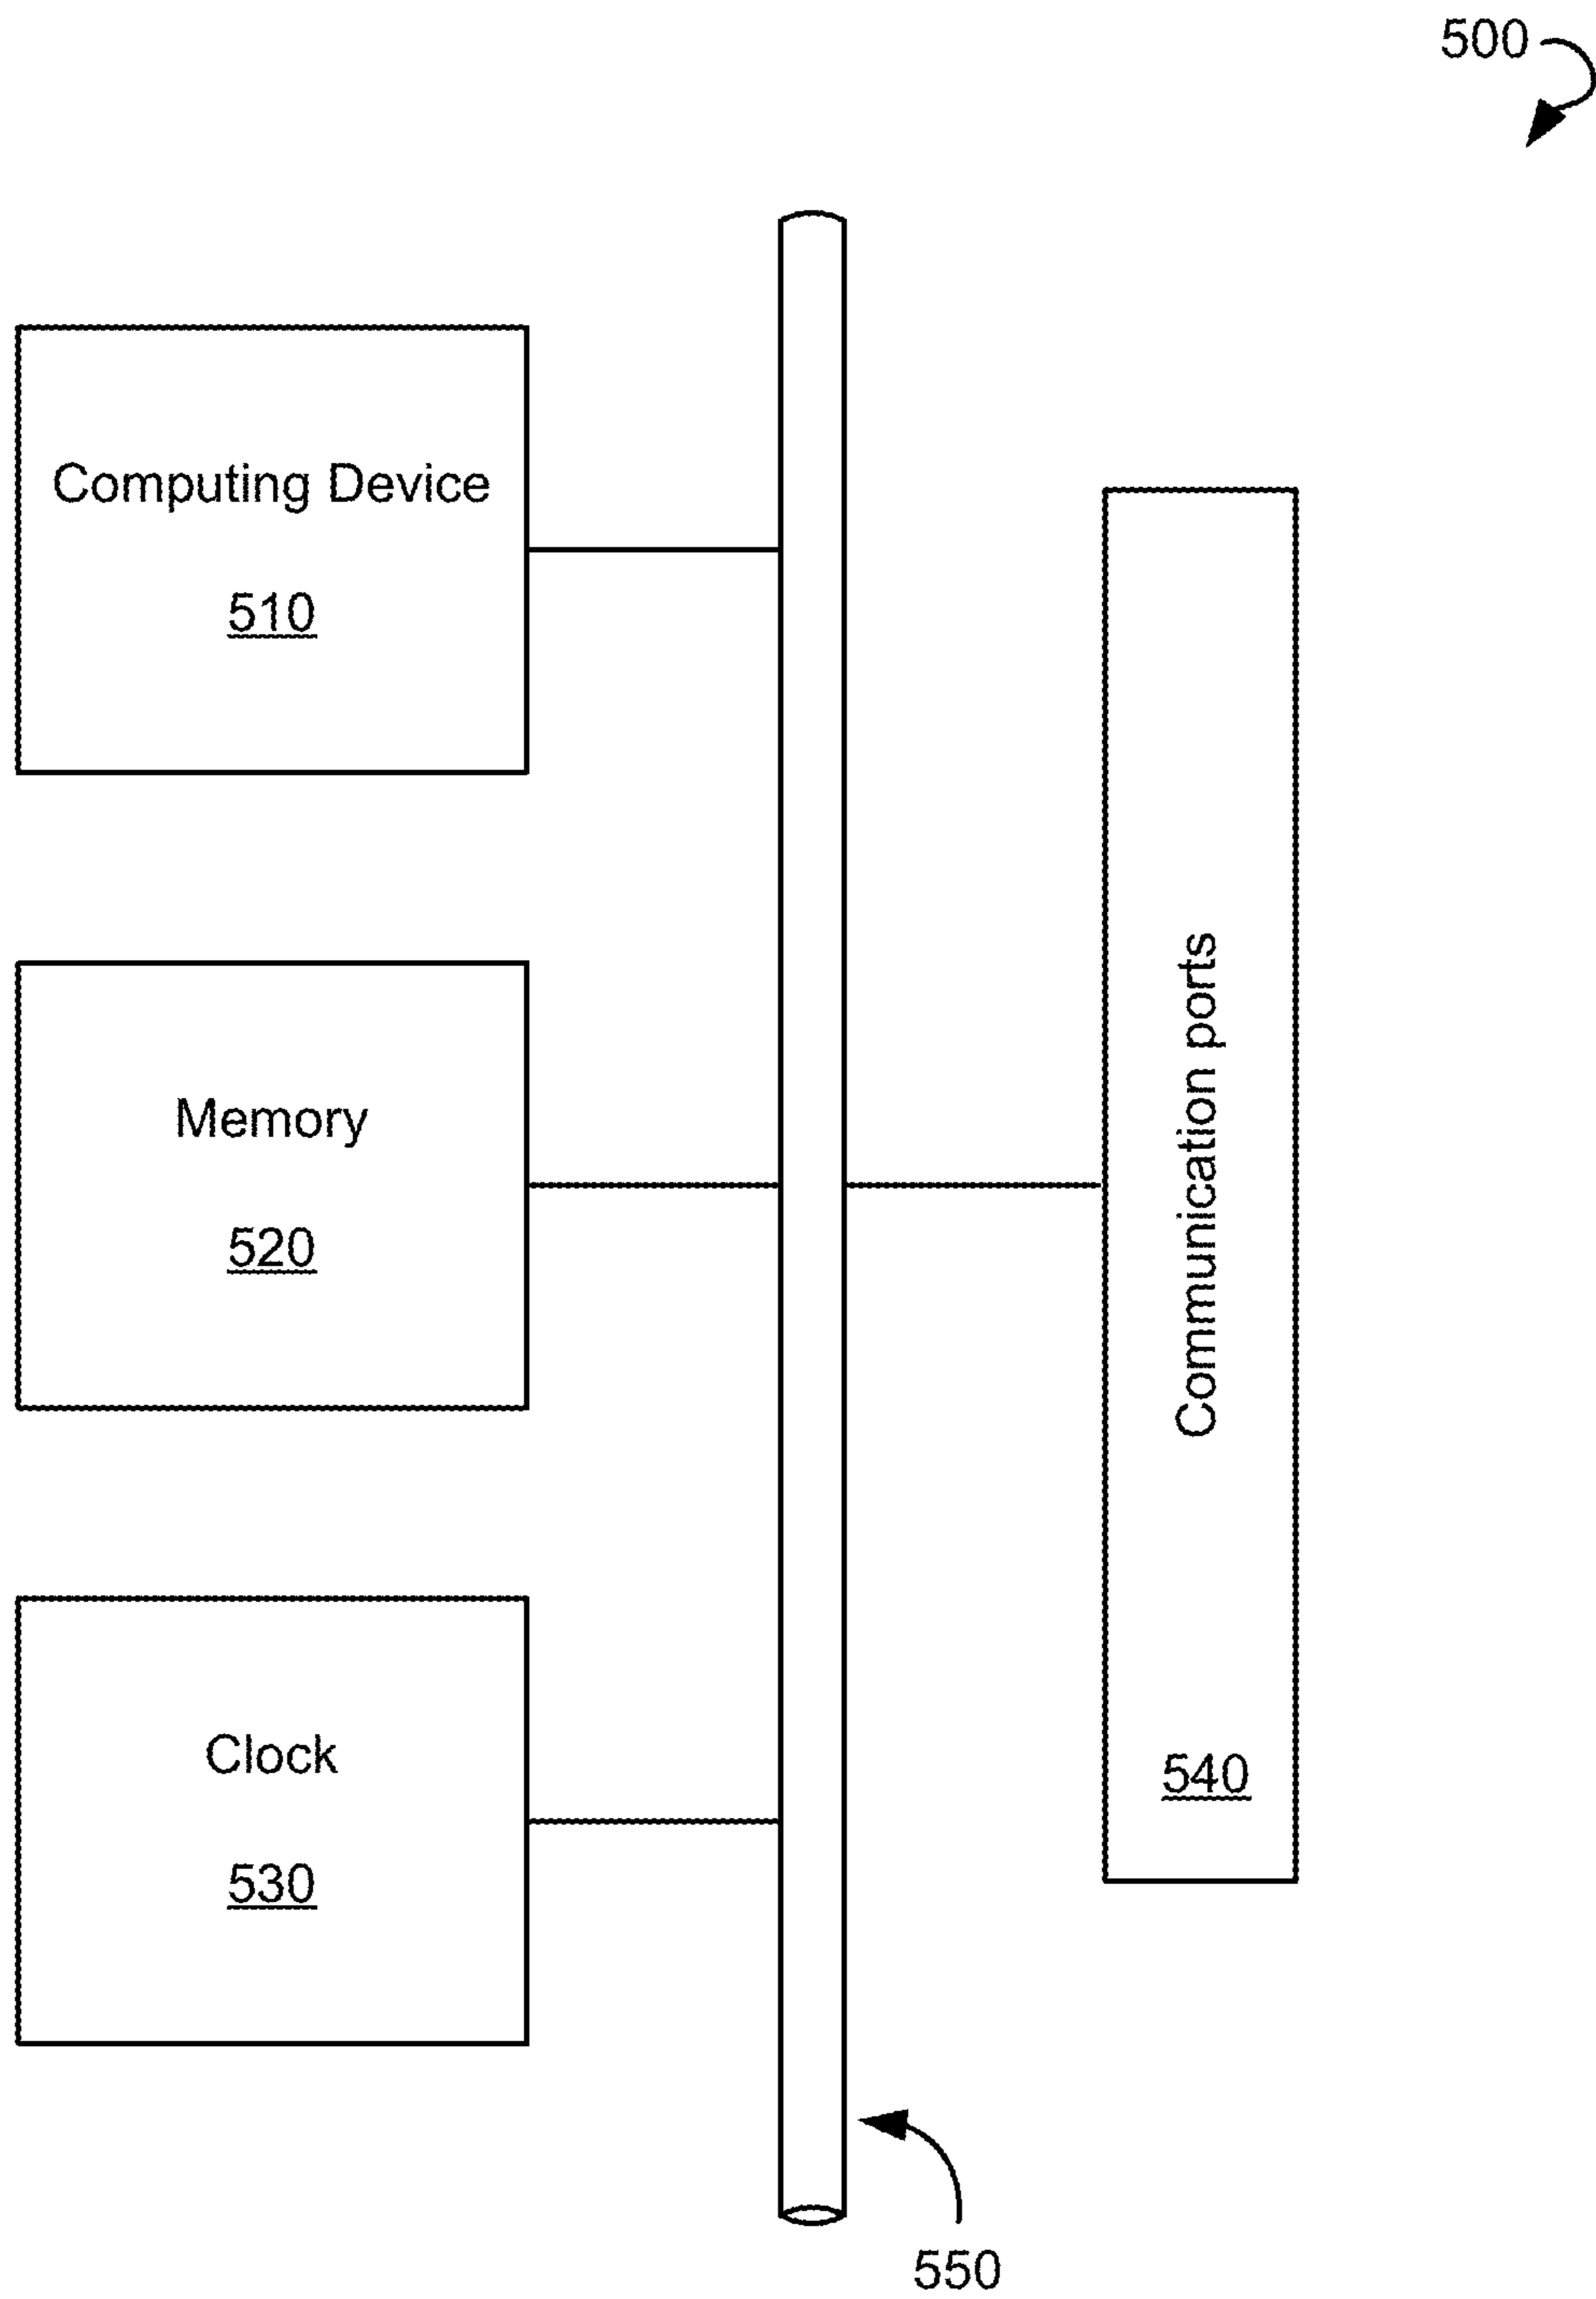 500
Computing Device
510
Memory
520
Communication ports
Clock
540
530
550